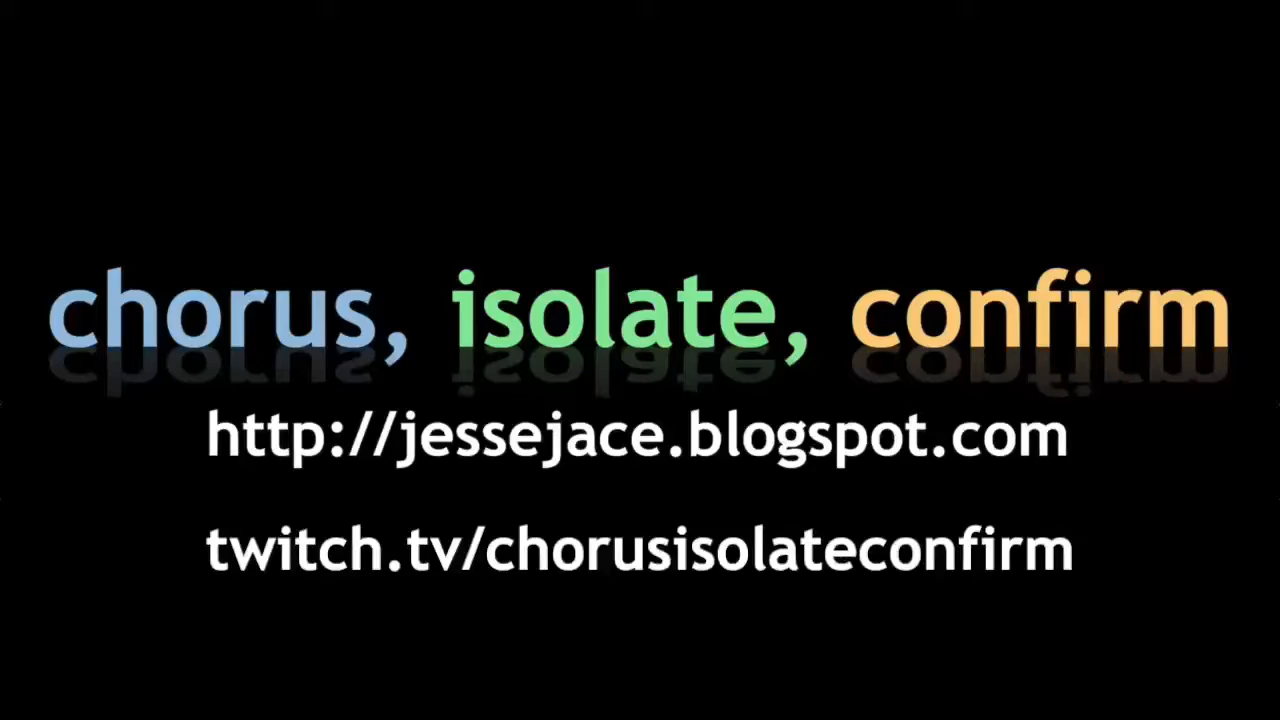 chorus, isolate, confirm
http://jessejace.blogspot.com
twitch.tv/chorusisolateconfirm